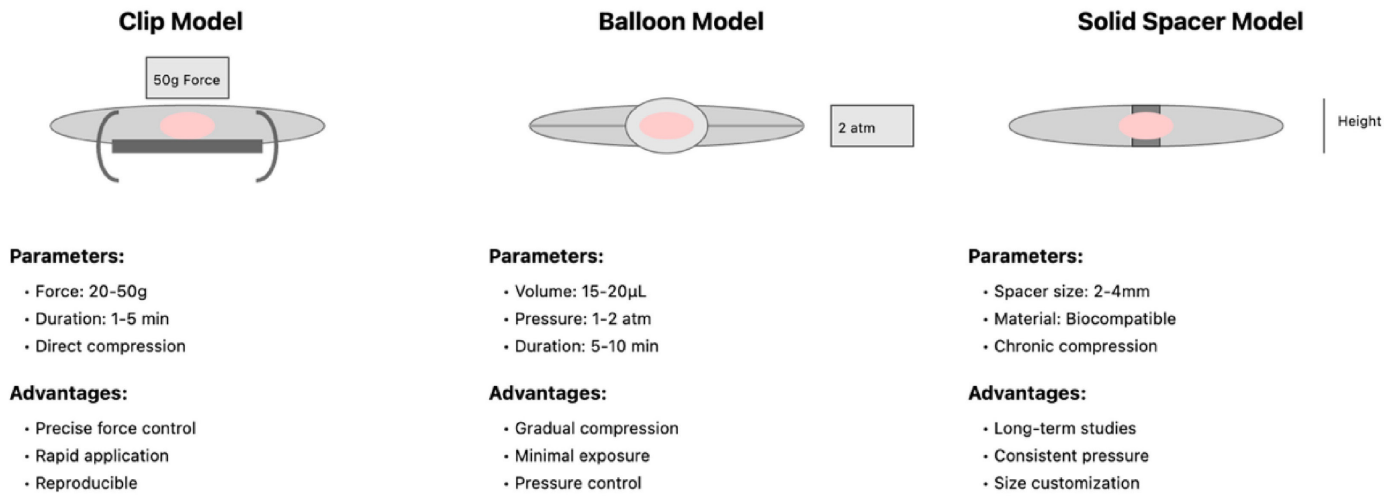 Clip Model
50g Force
Parameters:
• Force: 20-50g
• Duration: 1-5 min
• Direct compression
Advantages:
• Precise force control
• Rapid application
• Reproducible
Balloon Model
2 atm
Parameters:
• Volume: 15-20µL
• Pressure: 1-2 atm
• Duration: 5-10 min
Advantages:
• Gradual compression
• Minimal exposure
• Pressure control
Solid Spacer Model
Height
Parameters:
• Spacer size: 2-4mm
• Material: Biocompatible
• Chronic compression
Advantages:
• Long-term studies
• Consistent pressure
• Size customization